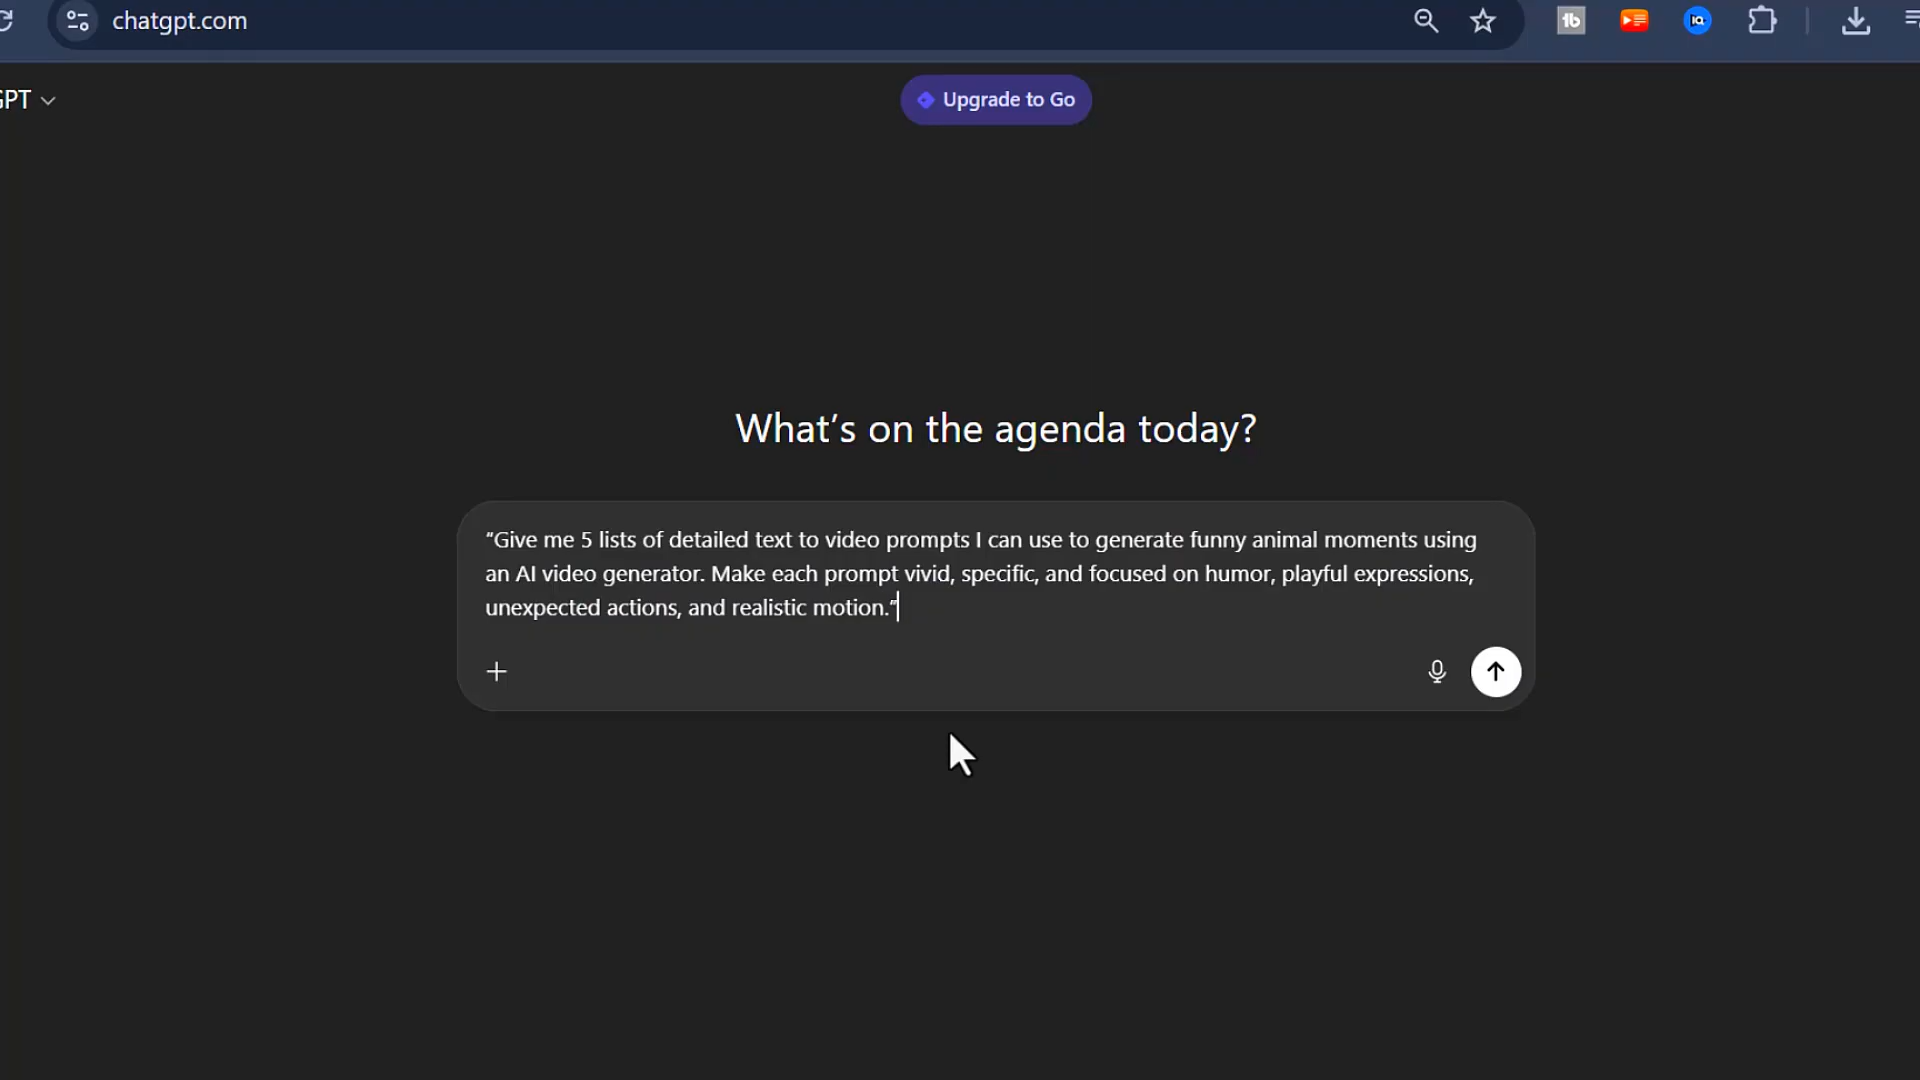 chatgpt.com
GPT
Upgrade to Go
What's on the agenda today?
"Give me 5 lists of detailed text to video prompts I can use to generate funny animal moments using
an AI video generator. Make each prompt vivid, specific, and focused on humor, playful expressions,
unexpected actions, and realistic motion."